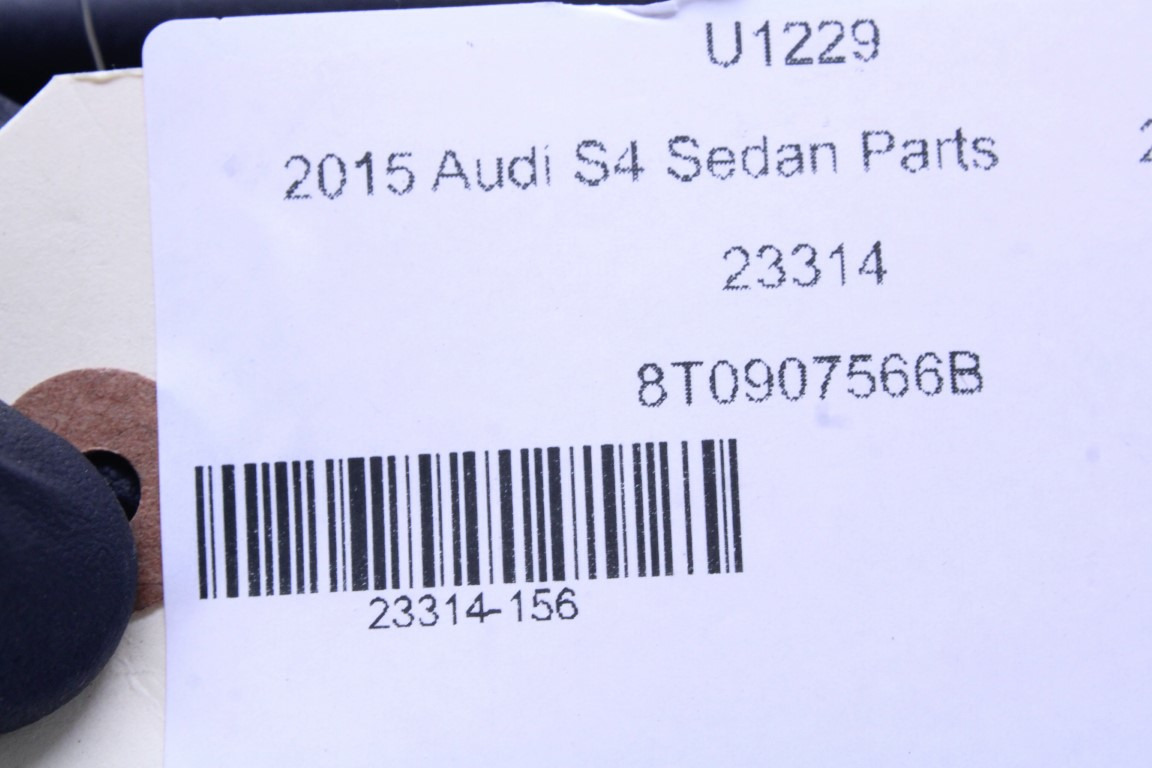 U1229
2015 Audi S4 Sedan Parts
23314
8T0907566B
23314-156